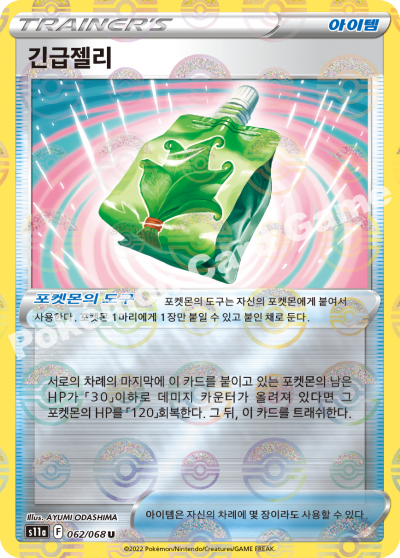 TRAINER'S
아이템
긴급젤리
Pokémon Card Game
포켓몬의 도구
포켓몬의 도구는 자신의 포켓몬에게 붙여서
사용한다. 포켓몬 1마리에게 1장만 붙일 수 있고 붙인 채로 둔다.
서로의 차례의 마지막에 이 카드를 붙이고 있는 포켓몬의 남은
HP가 「30」이하로 데미지 카운터가 올려져 있다면 그
포켓몬의 HP를 「120」회복한다. 그 뒤, 이 카드를 트래쉬한다.
Illus. AYUMI ODASHIMA
s11a F 062/068 U
아이템은 자신의 차례에 몇 장이라도 사용할 수 있다.
©2022 Pokémon/Nintendo/Creatures/GAME FREAK.